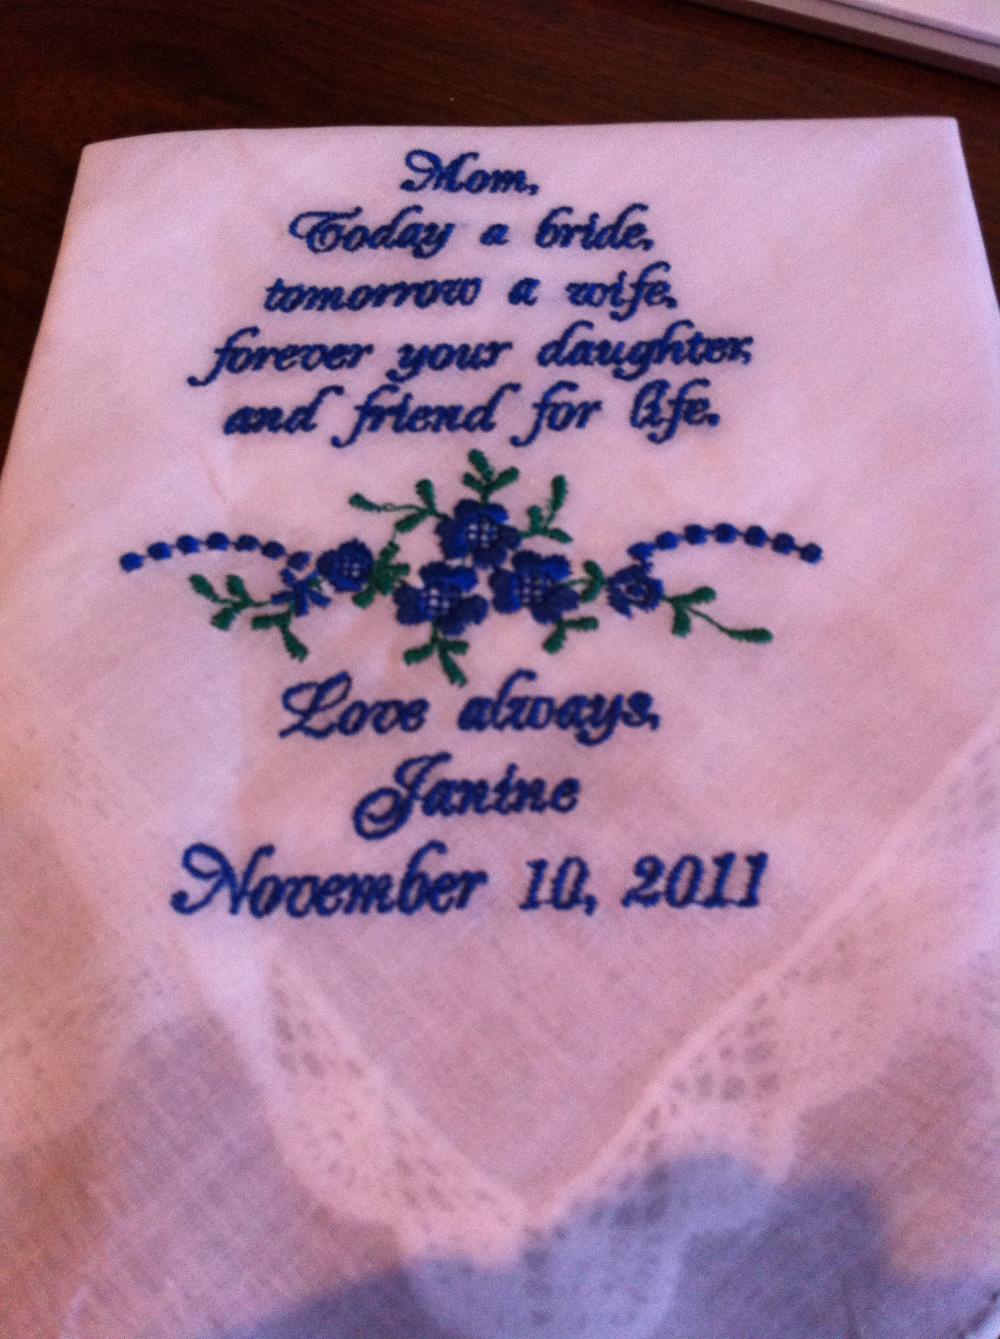 Mom,
Today a bride,
tomorrow a wife,
forever your daughter,
and friend for life.
Love always,
Janine
November 10, 2011